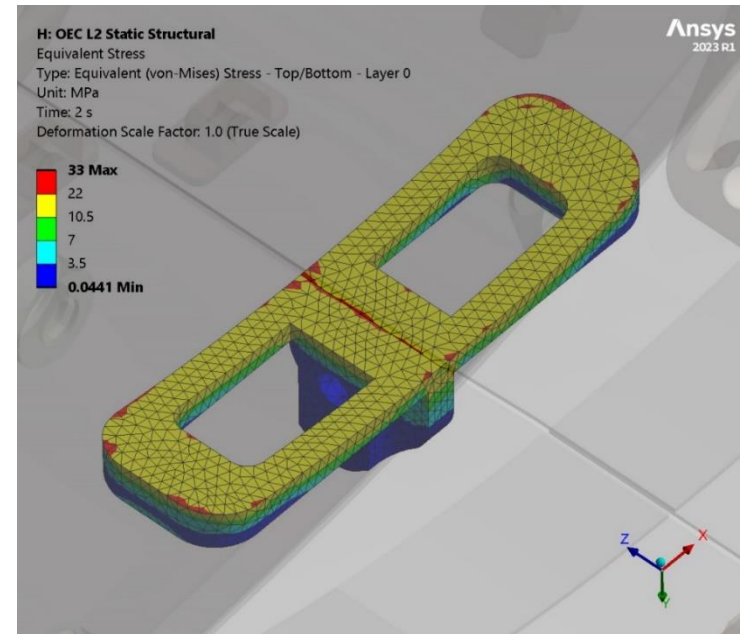 H: OEC L2 Static Structural
Equivalent Stress
Type: Equivalent (von-Mises) Stress - Top/Bottom - Layer 0
Unit: MPa
Time: 2 s
Deformation Scale Factor: 1.0 (True Scale)
33 Max
22
10.5
7
3.5
0.0441 Min
Ansys
2023 R1
Z
X
Y